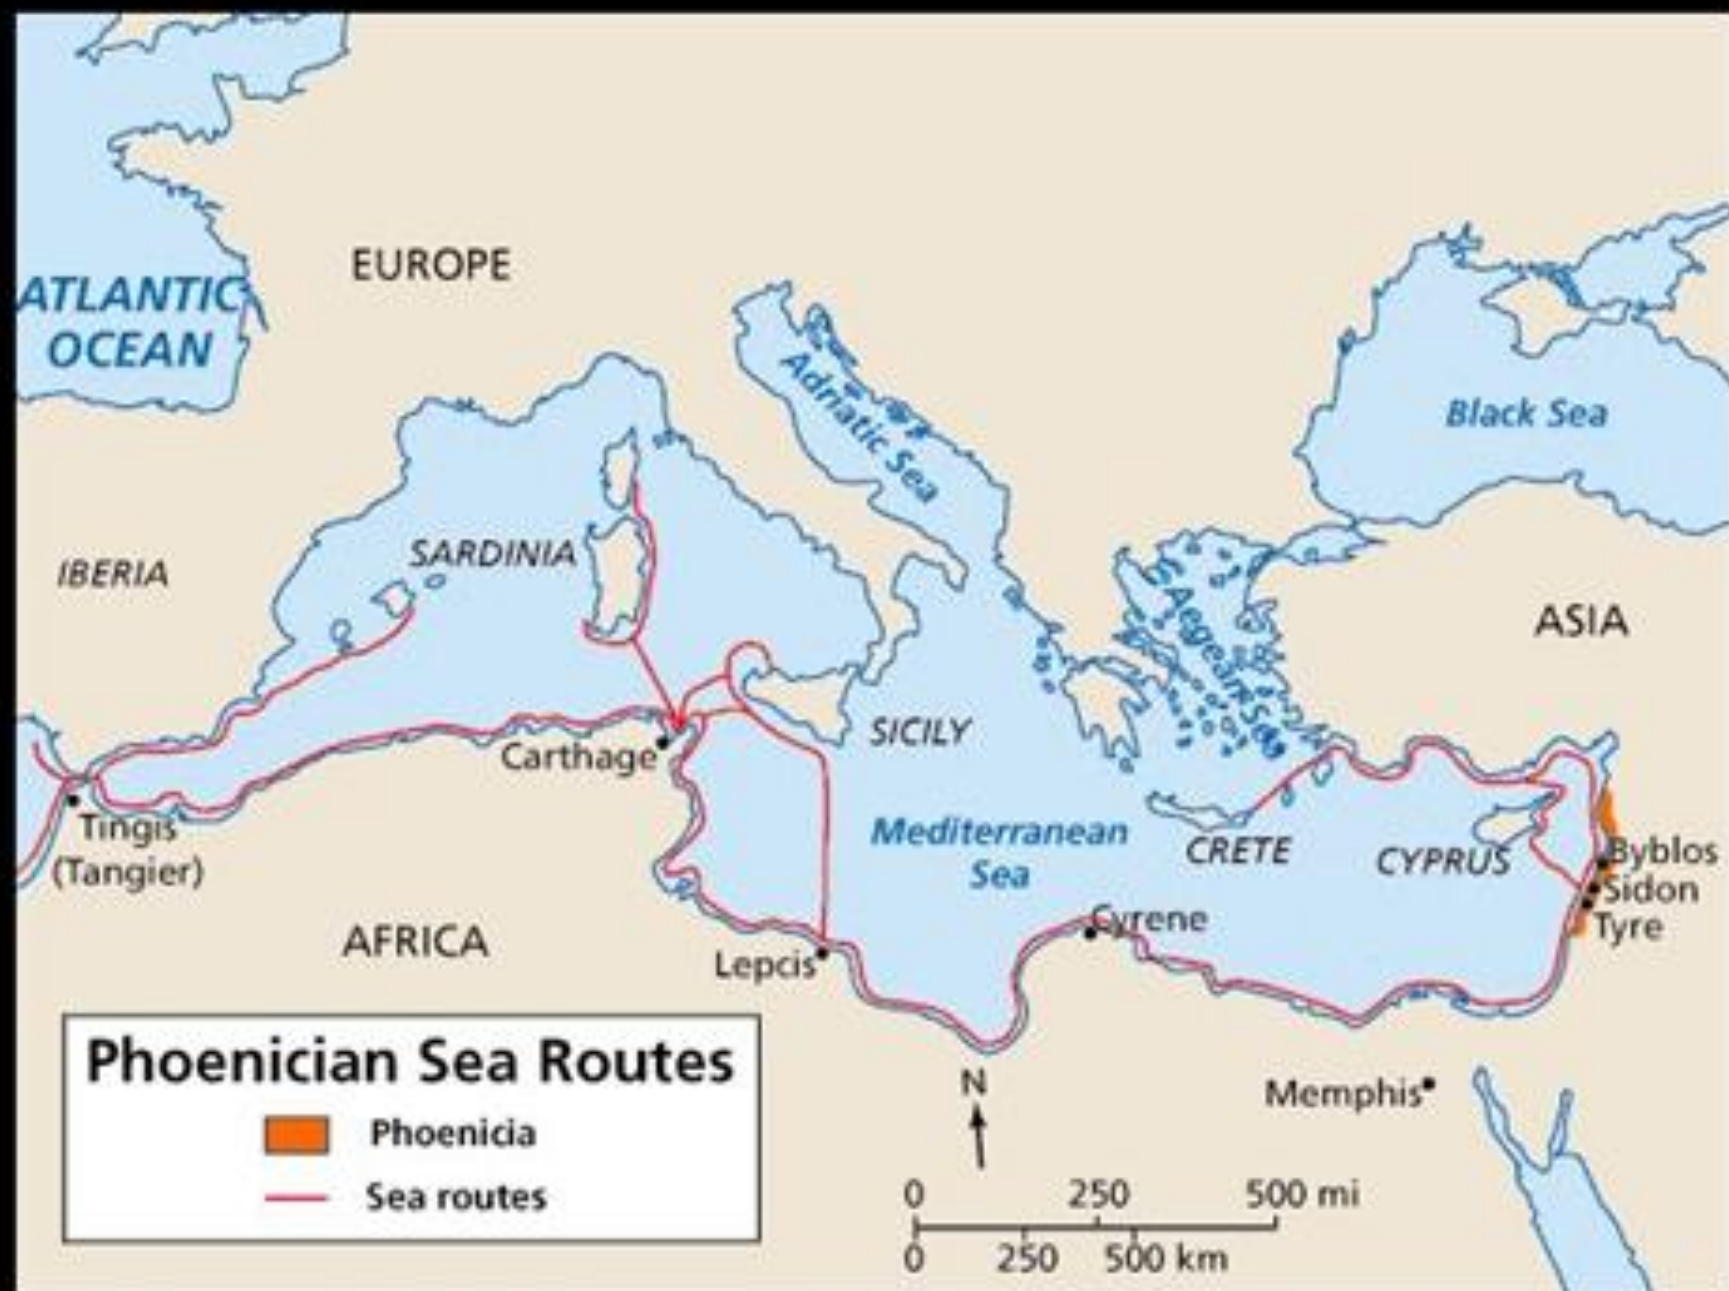 EUROPE
ATLANTIC
OCEAN
Adriatic Sea
Black Sea
IBERIA
SARDINIA
Aegean Sea
ASIA
SICILY
Carthage
Tingis
(Tangier)
Mediterranean
Sea
CRETE
CYPRUS
Byblos
Sidon
Tyre
Cyrene
AFRICA
Lepcis
Memphis
Phoenician Sea Routes
Phoenicia
Sea routes
N
0 250 500 mi
0 250 500 km